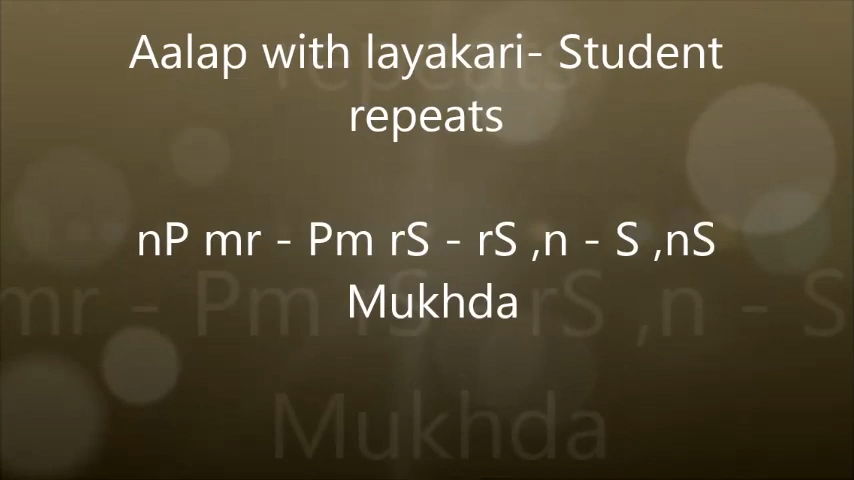 Aalap with layakari- Student
repeats
nP mr - Pm rS - rS ,n - S ,nS
Mukhda